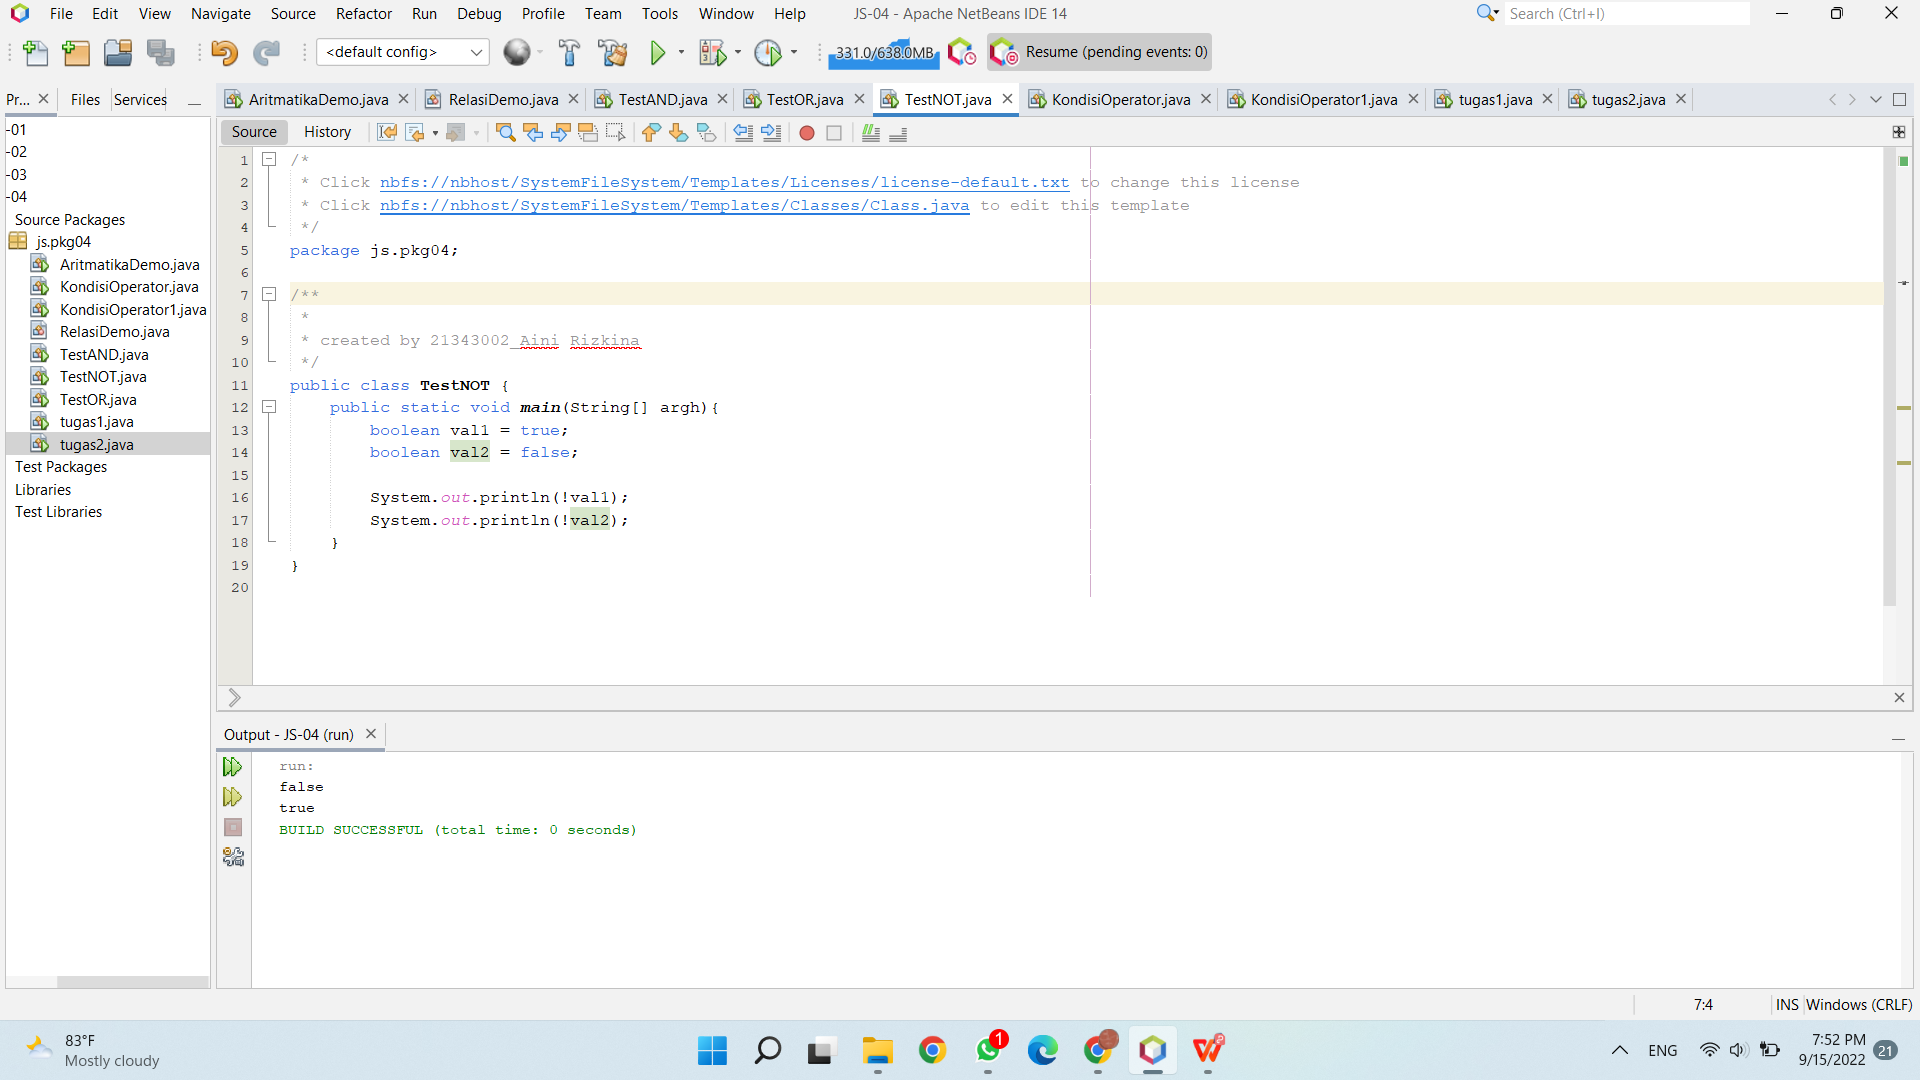 File Edit View Navigate Source Refactor Run Debug Profile Team Tools Window Help JS-04 - Apache NetBeans IDE 14 Search (Ctrl+I)
<default config> 331.0/638.0MB Resume (pending events: 0)
Pr... Files Services
AritmatikaDemo.java RelasiDemo.java TestAND.java TestOR.java TestNOT.java KondisiOperator.java KondisiOperator1.java tugas1.java tugas2.java
-01
-02
-03
-04
Source Packages
js.pkg04
AritmatikaDemo.java
KondisiOperator.java
KondisiOperator1.java
RelasiDemo.java
TestAND.java
TestNOT.java
TestOR.java
tugas1.java
tugas2.java
Test Packages
Libraries
Test Libraries
Source History
1 /*
2 * Click nbfs://nbhost/SystemFileSystem/Templates/Licenses/license-default.txt to change this license
3 * Click nbfs://nbhost/SystemFileSystem/Templates/Classes/Class.java to edit this template
4 */
5 package js.pkg04;
6
7 /**
8 *
9 * created by 21343002_Aini Rizkina
10 */
11 public class TestNOT {
12 public static void main(String[] argh){
13 boolean val1 = true;
14 boolean val2 = false;
15
16 System.out.println(!val1);
17 System.out.println(!val2);
18 }
19 }
20
Output - JS-04 (run)
run:
false
true
BUILD SUCCESSFUL (total time: 0 seconds)
7:4 INS Windows (CRLF)
83°F
Mostly cloudy
1
ENG
7:52 PM
9/15/2022
21